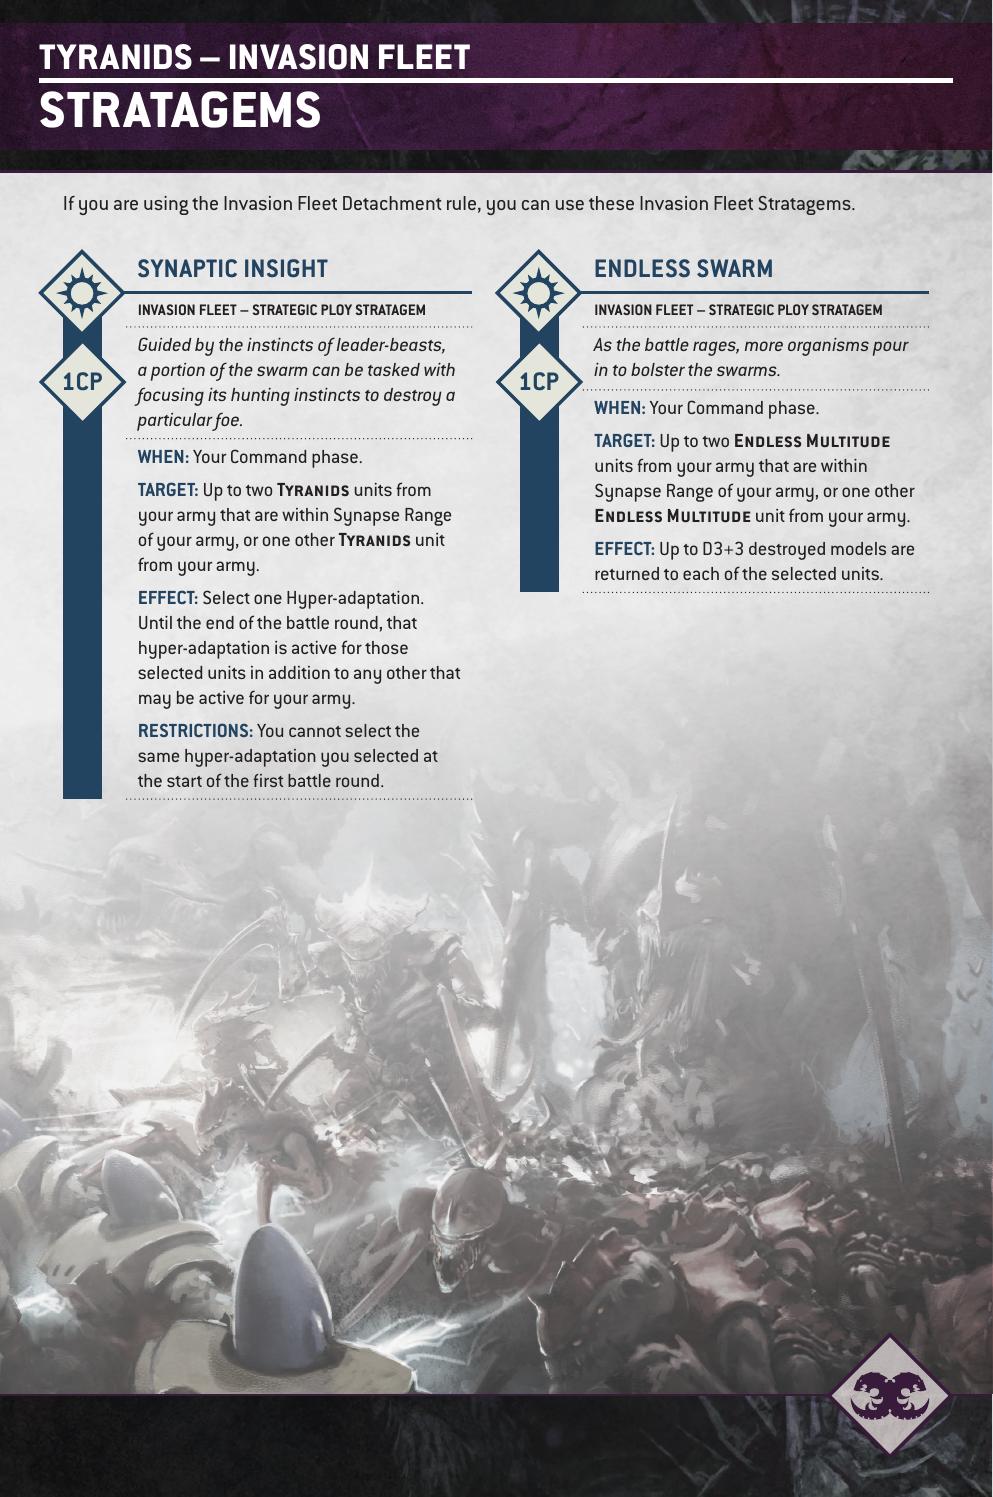 TYRANIDS – INVASION FLEET
STRATAGEMS
If you are using the Invasion Fleet Detachment rule, you can use these Invasion Fleet Stratagems.
SYNAPTIC INSIGHT
INVASION FLEET – STRATEGIC PLOY STRATAGEM
Guided by the instincts of leader-beasts,
a portion of the swarm can be tasked with
focusing its hunting instincts to destroy a
particular foe.
1CP
WHEN: Your Command phase.
TARGET: Up to two TYRANIDS units from
your army that are within Synapse Range
of your army, or one other TYRANIDS unit
from your army.
EFFECT: Select one Hyper-adaptation.
Until the end of the battle round, that
hyper-adaptation is active for those
selected units in addition to any other that
may be active for your army.
RESTRICTIONS: You cannot select the
same hyper-adaptation you selected at
the start of the first battle round.
ENDLESS SWARM
INVASION FLEET – STRATEGIC PLOY STRATAGEM
As the battle rages, more organisms pour
in to bolster the swarms.
1CP
WHEN: Your Command phase.
TARGET: Up to two ENDLESS MULTITUDE
units from your army that are within
Synapse Range of your army, or one other
ENDLESS MULTITUDE unit from your army.
EFFECT: Up to D3+3 destroyed models are
returned to each of the selected units.